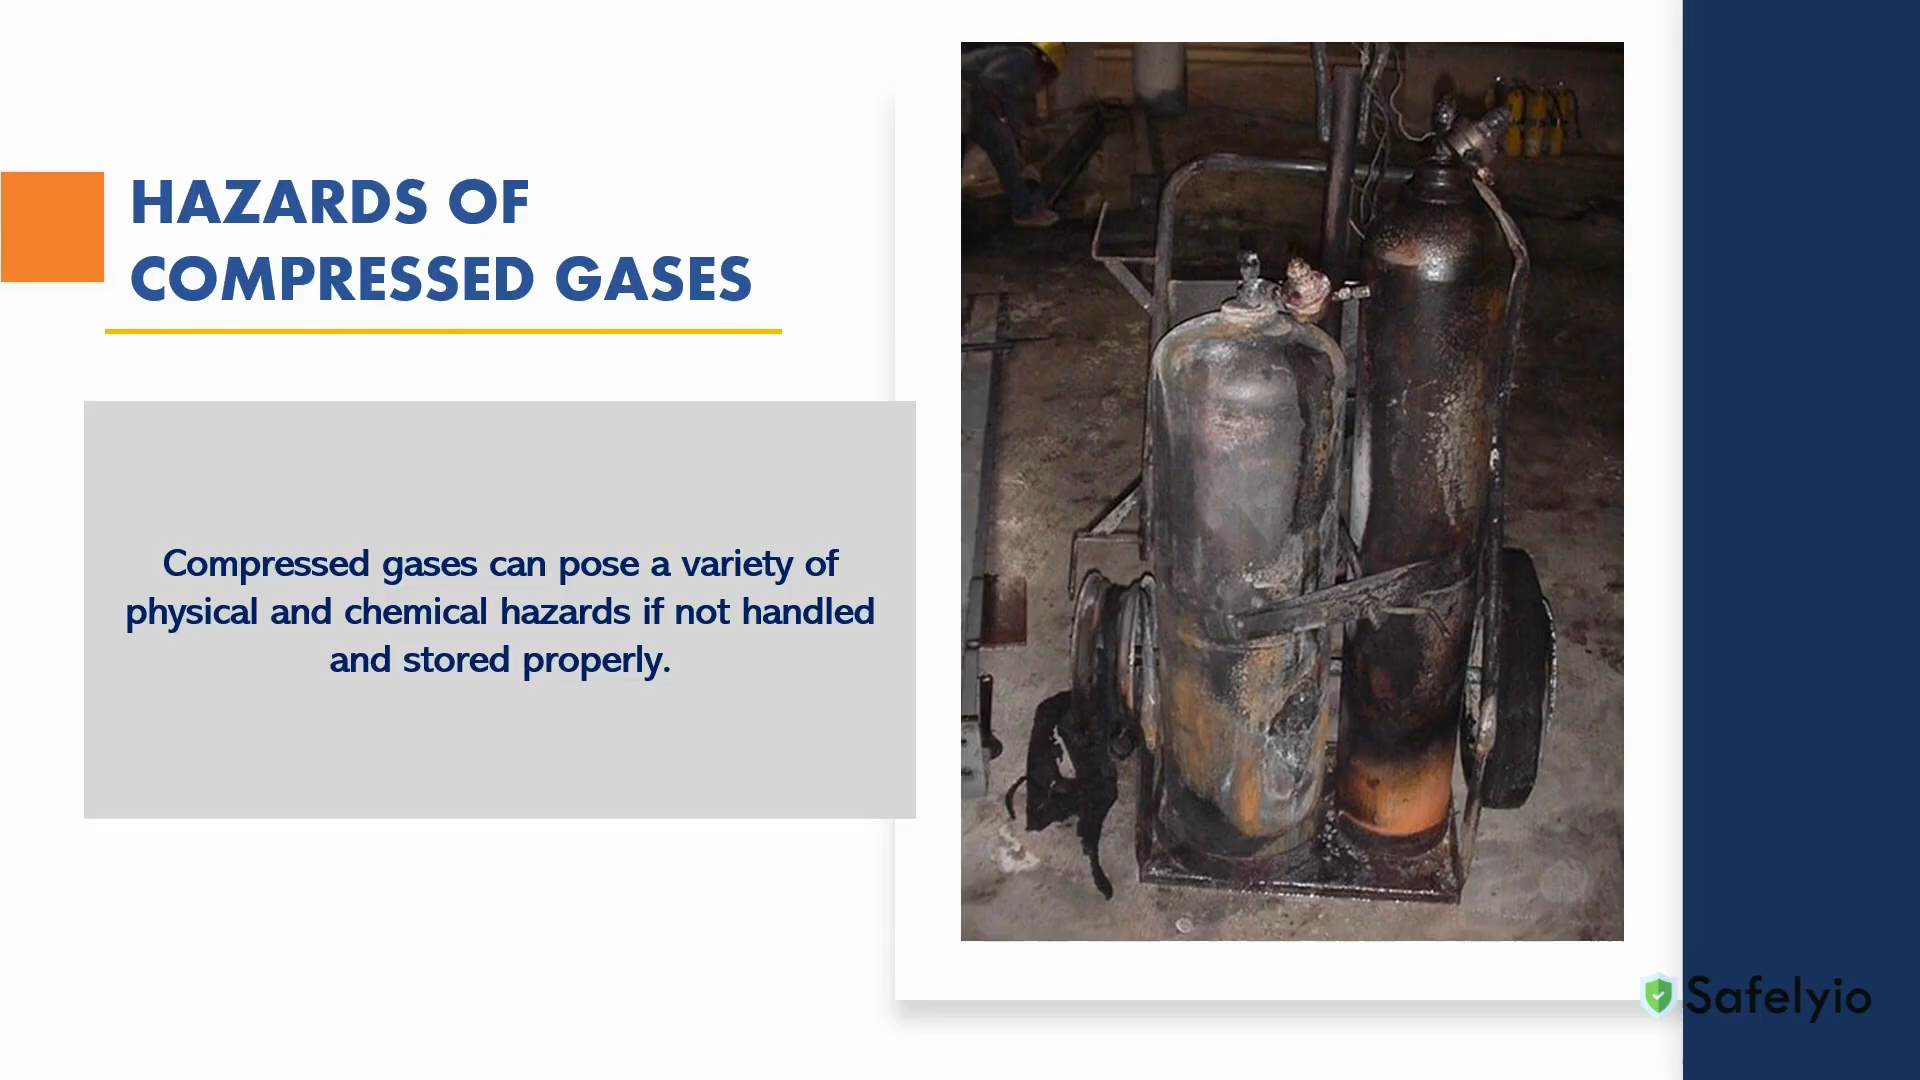 HAZARDS OF
COMPRESSED GASES
Compressed gases can pose a variety of
physical and chemical hazards if not handled
and stored properly.
Safelyio